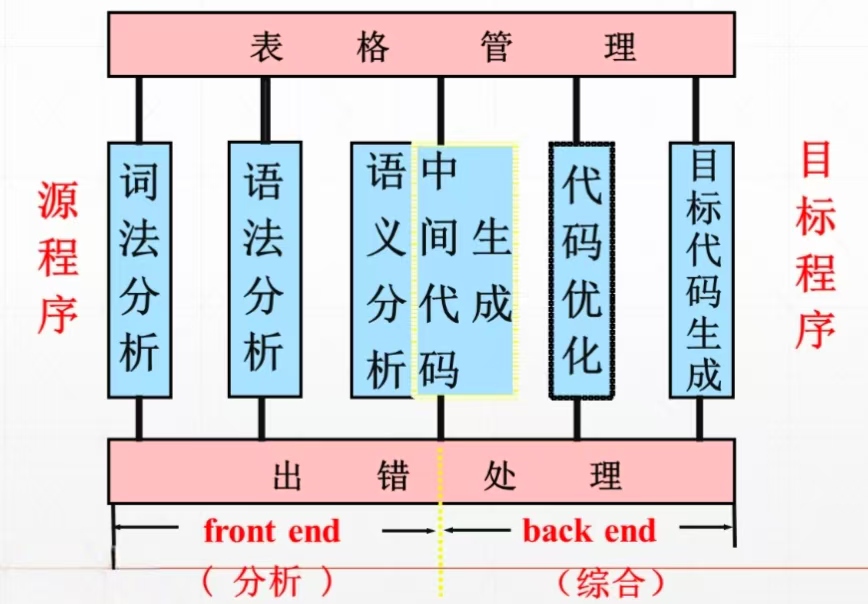 表格管理
源程序
词法分析
语法分析
语义分析
中间代码
生成
代码优化
目标代码生成
目标程序
出错处理
front end
back end
(分析)
(综合)